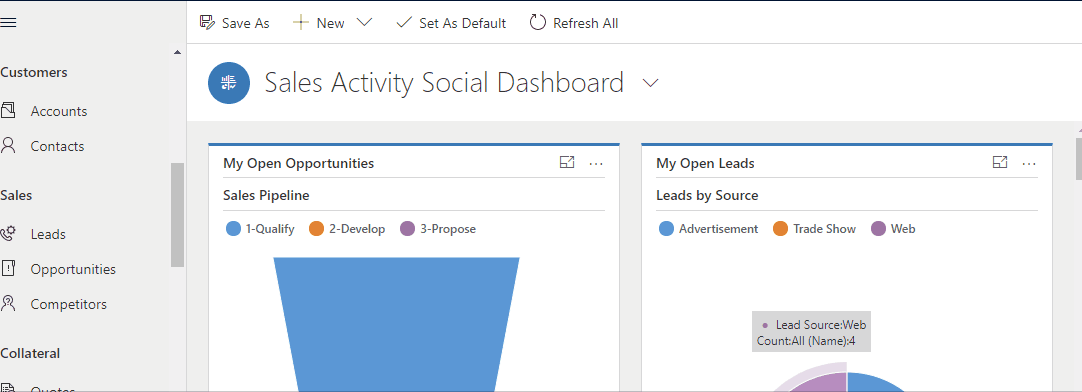 Save As
New
Set As Default
Refresh All
Customers
Accounts
Contacts
Sales
Leads
Opportunities
Competitors
Collateral
Quotes
Sales Activity Social Dashboard
My Open Opportunities
Sales Pipeline
1-Qualify 2-Develop 3-Propose
My Open Leads
Leads by Source
Advertisement Trade Show Web
Lead Source:Web
Count:All (Name):4